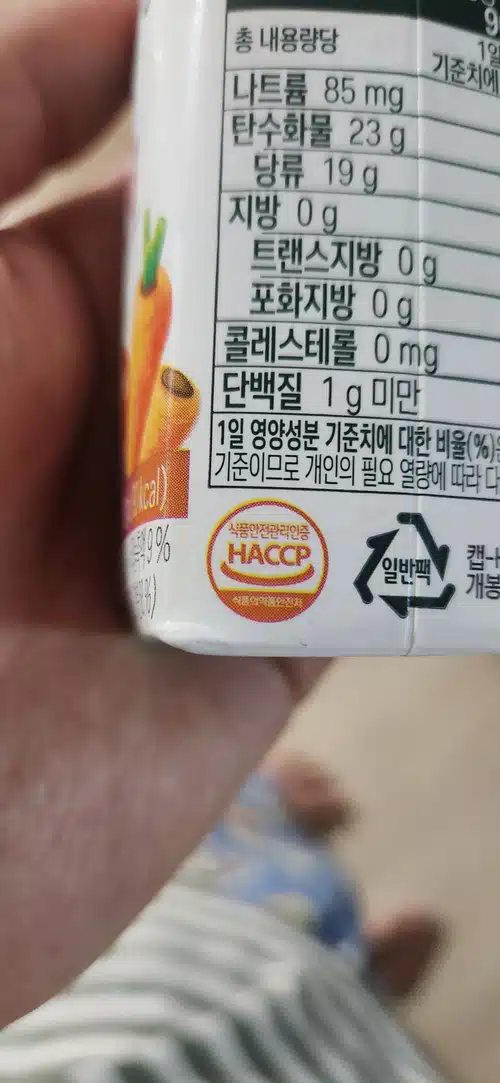 총 내용량당
1일
기준치에
나트륨 85 mg
탄수화물 23 g
당류 19 g
지방 0 g
트랜스지방 0 g
포화지방 0 g
콜레스테롤 0 mg
단백질 1 g 미만
1일 영양성분 기준치에 대한 비율(%)
기준이므로 개인의 필요 열량에 따라 다
kcal)
9 %
%)
식품안전관리인증
HACCP
식품의약품안전처
일반팩
캡-
개봉